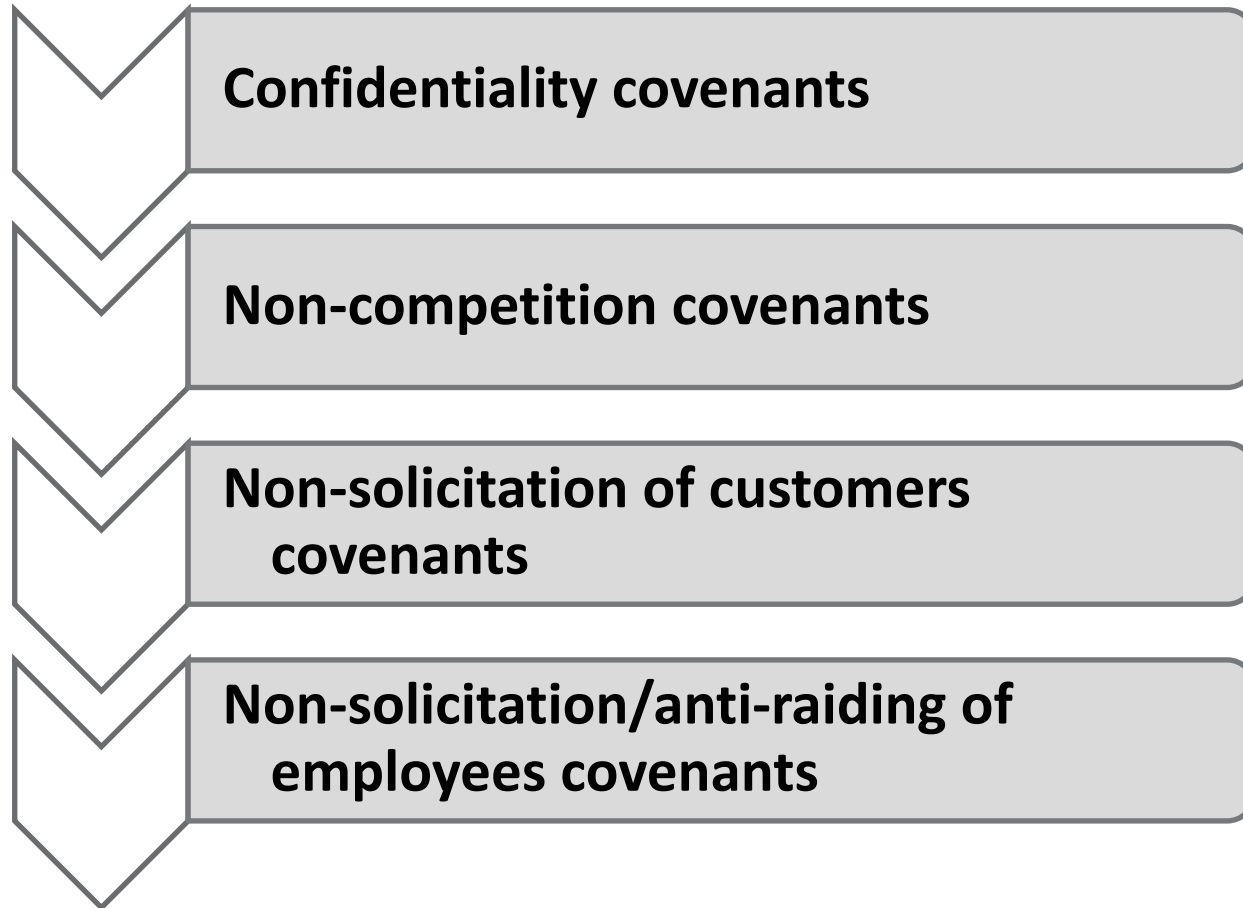 Confidentiality covenants
Non-competition covenants
Non-solicitation of customers
covenants
Non-solicitation/anti-raiding of
employees covenants